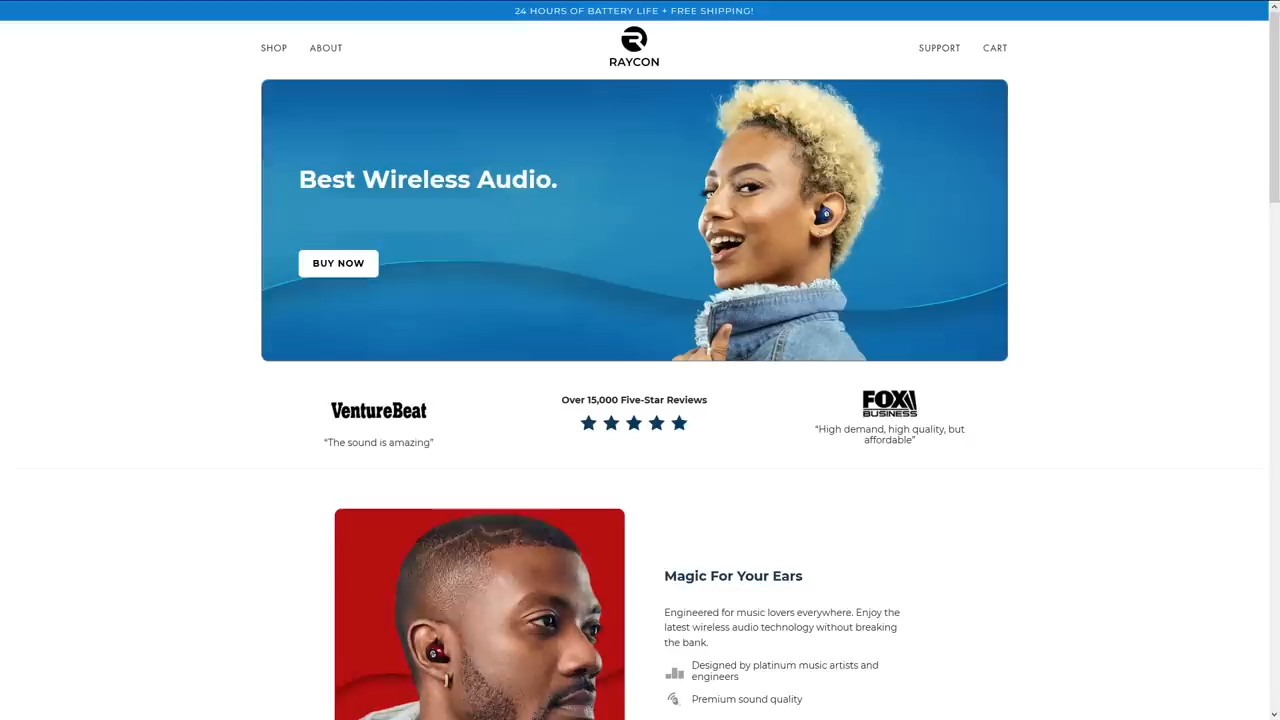 24 HOURS OF BATTERY LIFE + FREE SHIPPING!
SHOP
ABOUT
RAYCON
SUPPORT
CART
Best Wireless Audio.
BUY NOW
VentureBeat
“The sound is amazing”
Over 15,000 Five-Star Reviews
FOX
BUSINESS
“High demand, high quality, but
affordable”
Magic For Your Ears
Engineered for music lovers everywhere. Enjoy the
latest wireless audio technology without breaking
the bank.
Designed by platinum music artists and
engineers
Premium sound quality